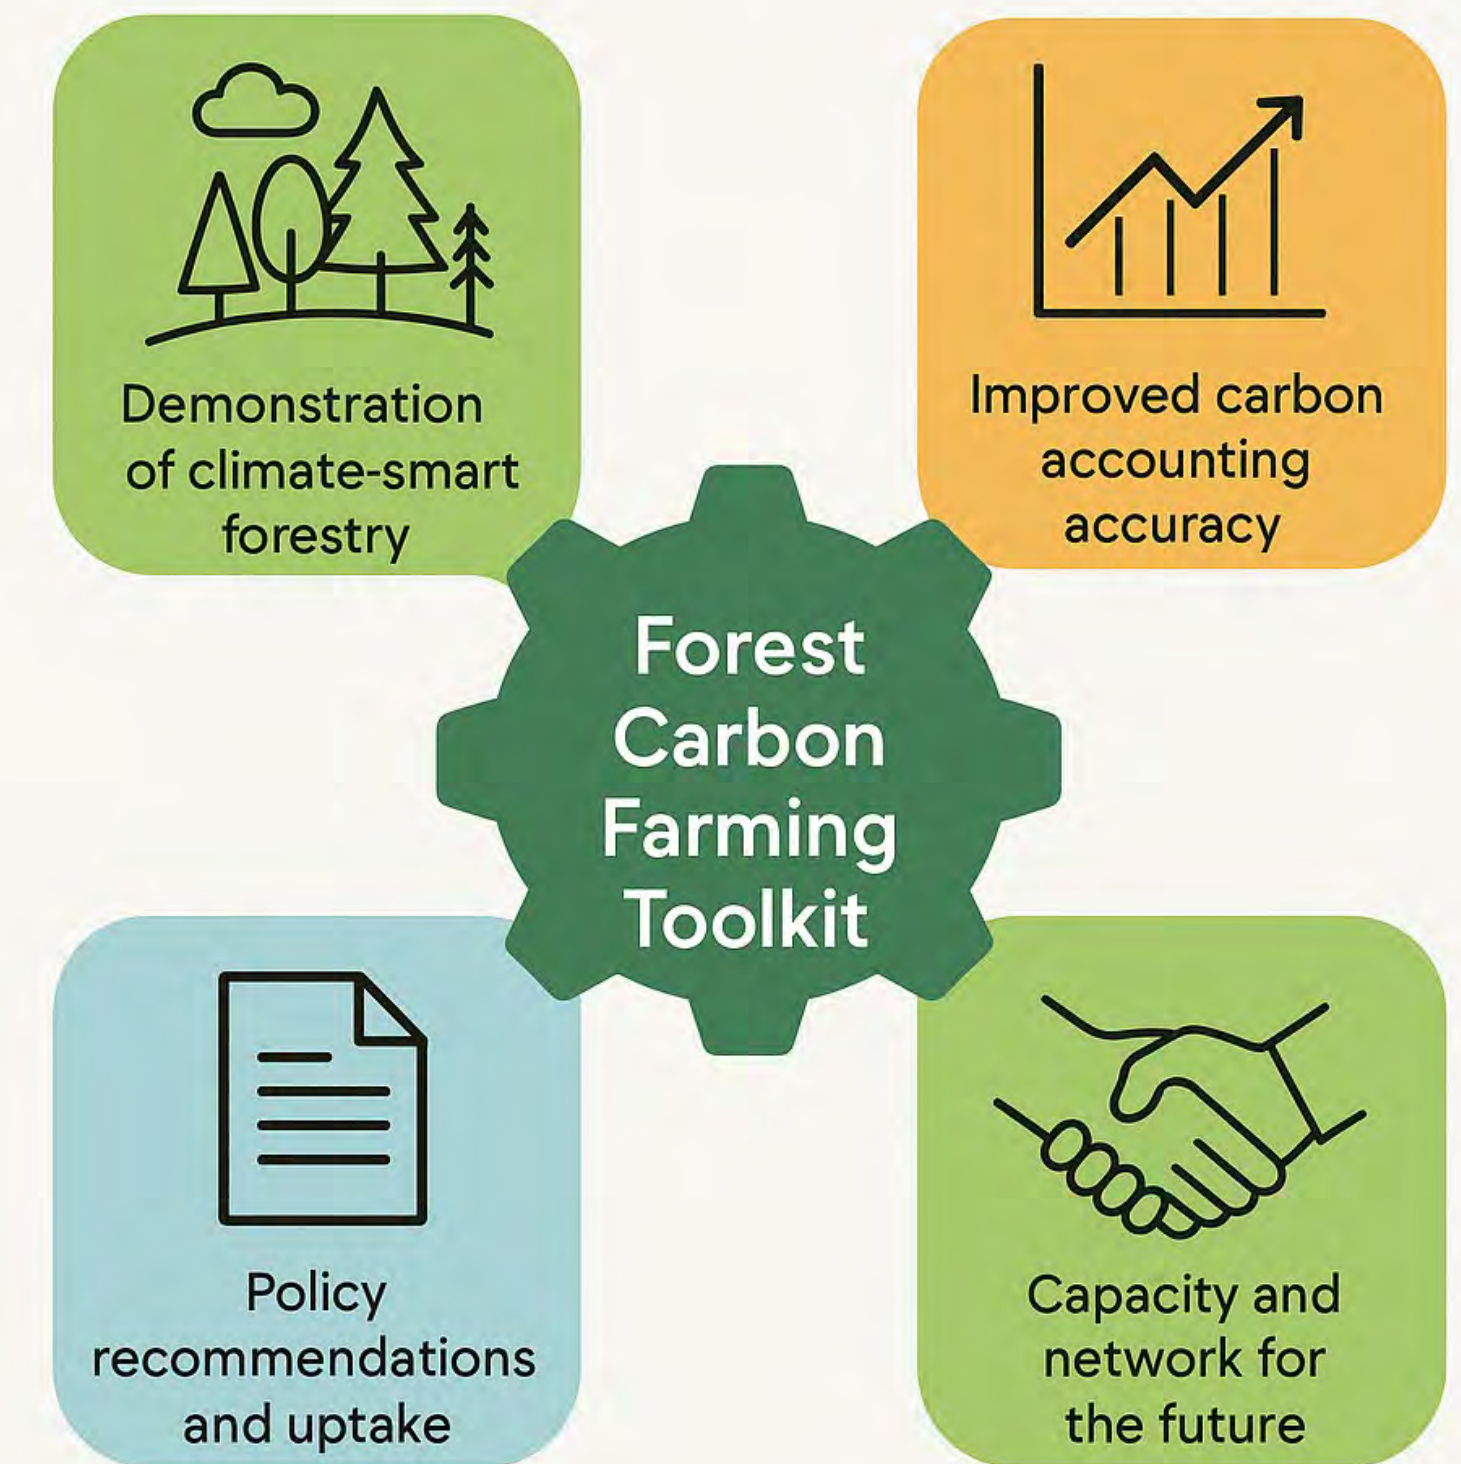 Demonstration
of climate-smart
forestry
Improved carbon
accounting
accuracy
Forest
Carbon
Farming
Toolkit
Policy
recommendations
and uptake
Capacity and
network for
the future